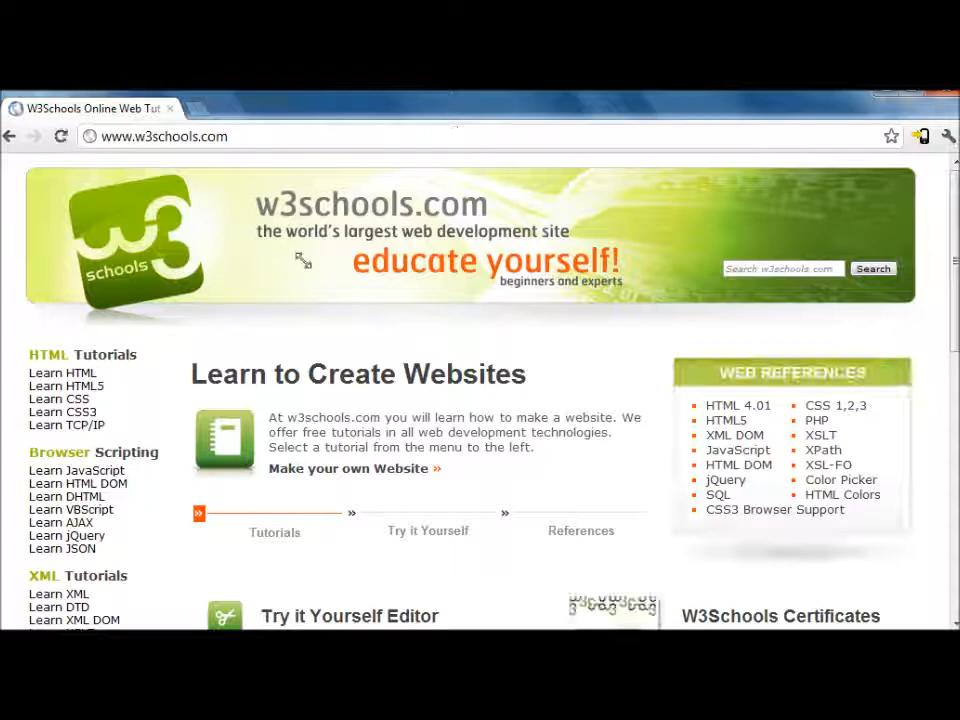 W3Schools Online Web Tut
www.w3schools.com
w3schools.com
the world's largest web development site
educate yourself!
beginners and experts
W3
schools
Search w3schools.com
Search
HTML Tutorials
Learn HTML
Learn HTML5
Learn CSS
Learn CSS3
Learn TCP/IP
Browser Scripting
Learn JavaScript
Learn HTML DOM
Learn DHTML
Learn VBScript
Learn AJAX
Learn jQuery
Learn JSON
XML Tutorials
Learn XML
Learn DTD
Learn XML DOM
Learn to Create Websites
At w3schools.com you will learn how to make a website. We
offer free tutorials in all web development technologies.
Select a tutorial from the menu to the left.
Make your own Website »
» Tutorials
» Try it Yourself
» References
Try it Yourself Editor
W3Schools Certificates
WEB REFERENCES
HTML 4.01
HTML5
XML DOM
JavaScript
HTML DOM
jQuery
SQL
CSS3 Browser Support
CSS 1,2,3
PHP
XSLT
XPath
XSL-FO
Color Picker
HTML Colors